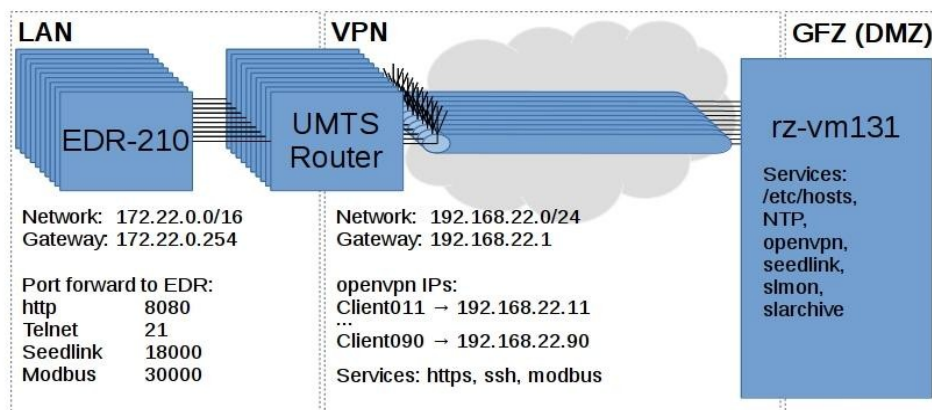 LAN
VPN
GFZ (DMZ)
EDR-210
UMTS
Router
rz-vm131
Services:
/etc/hosts,
NTP,
openvpn,
seedlink,
slmon,
slarchive
Network: 172.22.0.0/16
Gateway: 172.22.0.254
Port forward to EDR:
http 8080
Telnet 21
Seedlink 18000
Modbus 30000
Network: 192.168.22.0/24
Gateway: 192.168.22.1
openvpn IPs:
Client011 → 192.168.22.11
...
Client090 → 192.168.22.90
Services: https, ssh, modbus